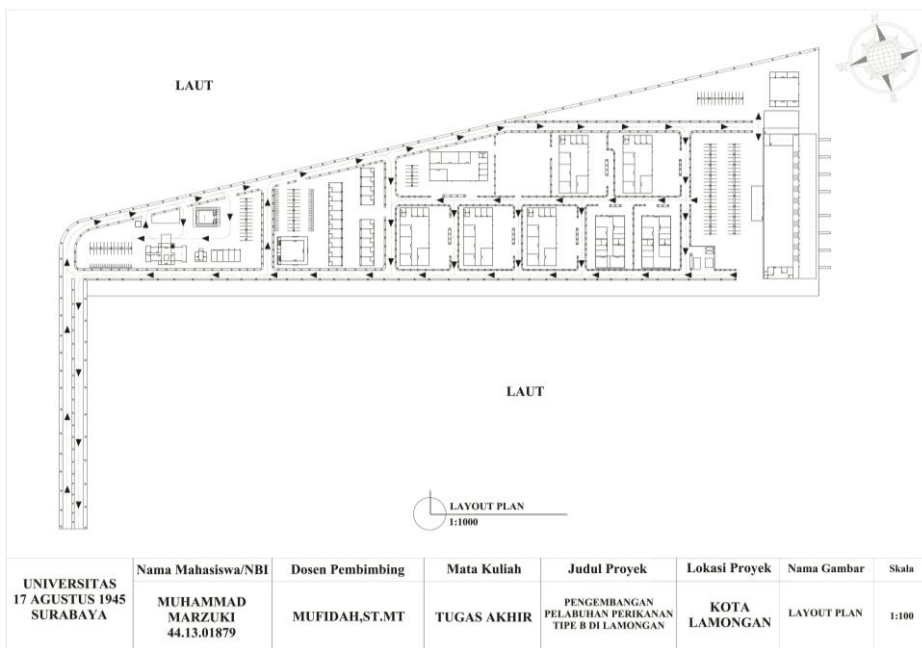 LAUT
LAUT
LAYOUT PLAN
1:1000
UNIVERSITAS
17 AGUSTUS 1945
SURABAYA
Nama Mahasiswa/NBI
MUHAMMAD
MARZUKI
44.13.01879
Dosen Pembimbing
MUFIDAH,ST.MT
Mata Kuliah
TUGAS AKHIR
Judul Proyek
PENGEMBANGAN
PELABUHAN PERIKANAN
TIPE B DI LAMONGAN
Lokasi Proyek
KOTA
LAMONGAN
Nama Gambar
LAYOUT PLAN
Skala
1:100